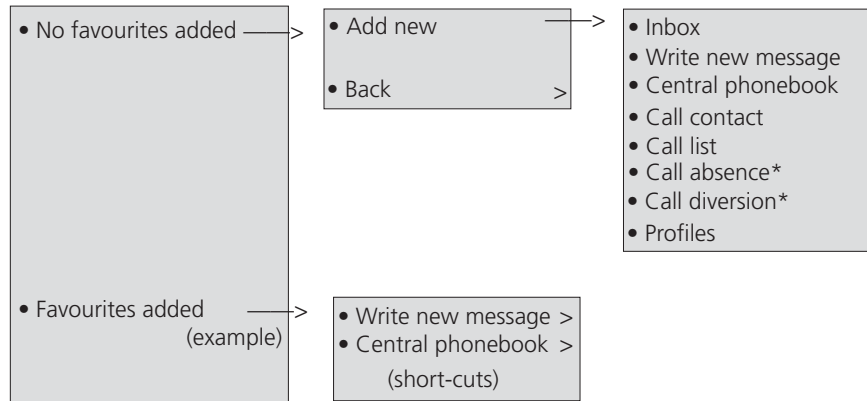 • No favourites added >
• Add new >
• Back >
• Inbox
• Write new message
• Central phonebook
• Call contact
• Call list
• Call absence*
• Call diversion*
• Profiles
• Favourites added >
(example)
• Write new message >
• Central phonebook >
(short-cuts)